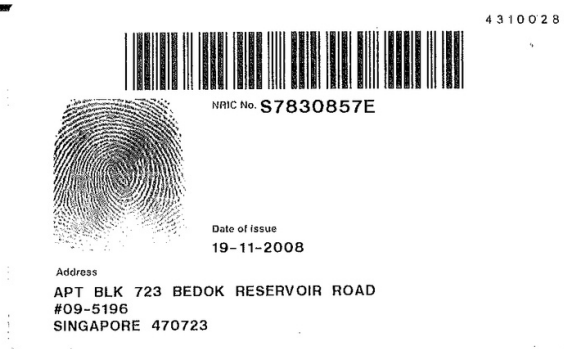 4310028
NRIC No. S7830857E
Date of issue
19-11-2008
Address
APT BLK 723 BEDOK RESERVOIR ROAD
#09-5196
SINGAPORE 470723